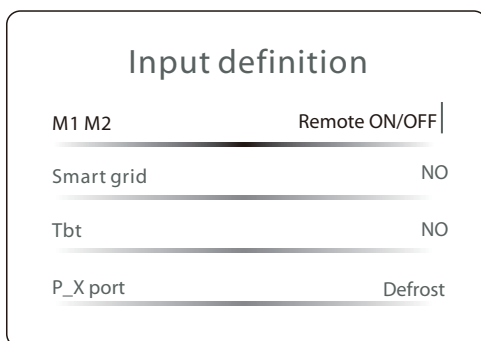 Input definition
M1 M2 Remote ON/OFF
Smart grid NO
Tbt NO
P_X port Defrost